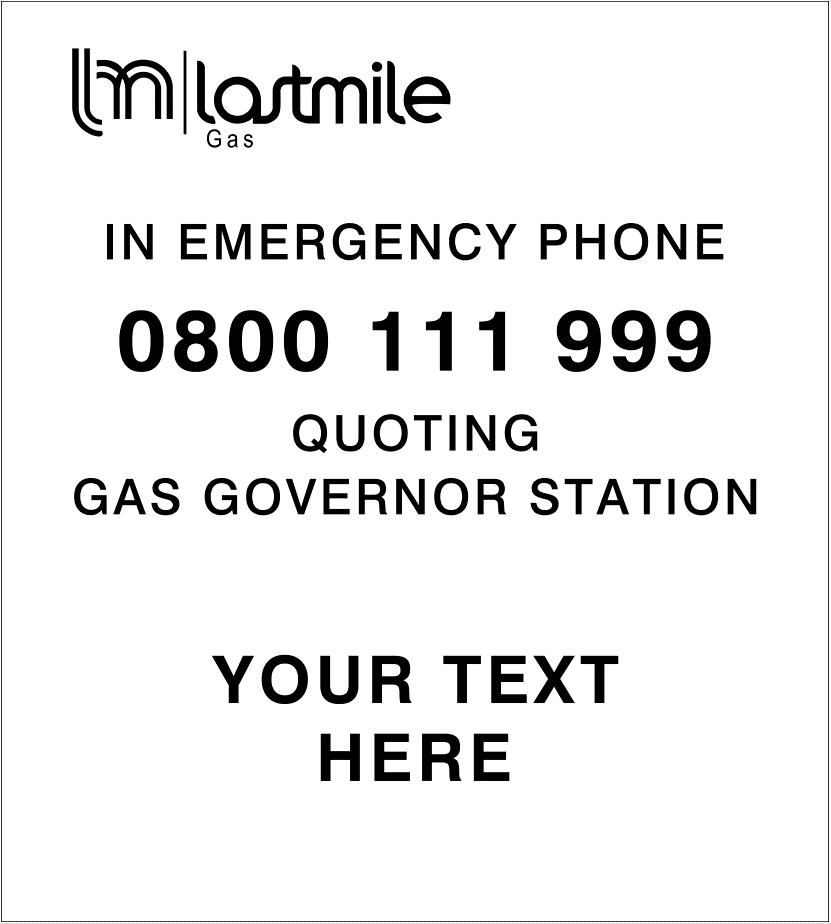 lm lastmile
Gas
IN EMERGENCY PHONE
0800 111 999
QUOTING
GAS GOVERNOR STATION
YOUR TEXT
HERE